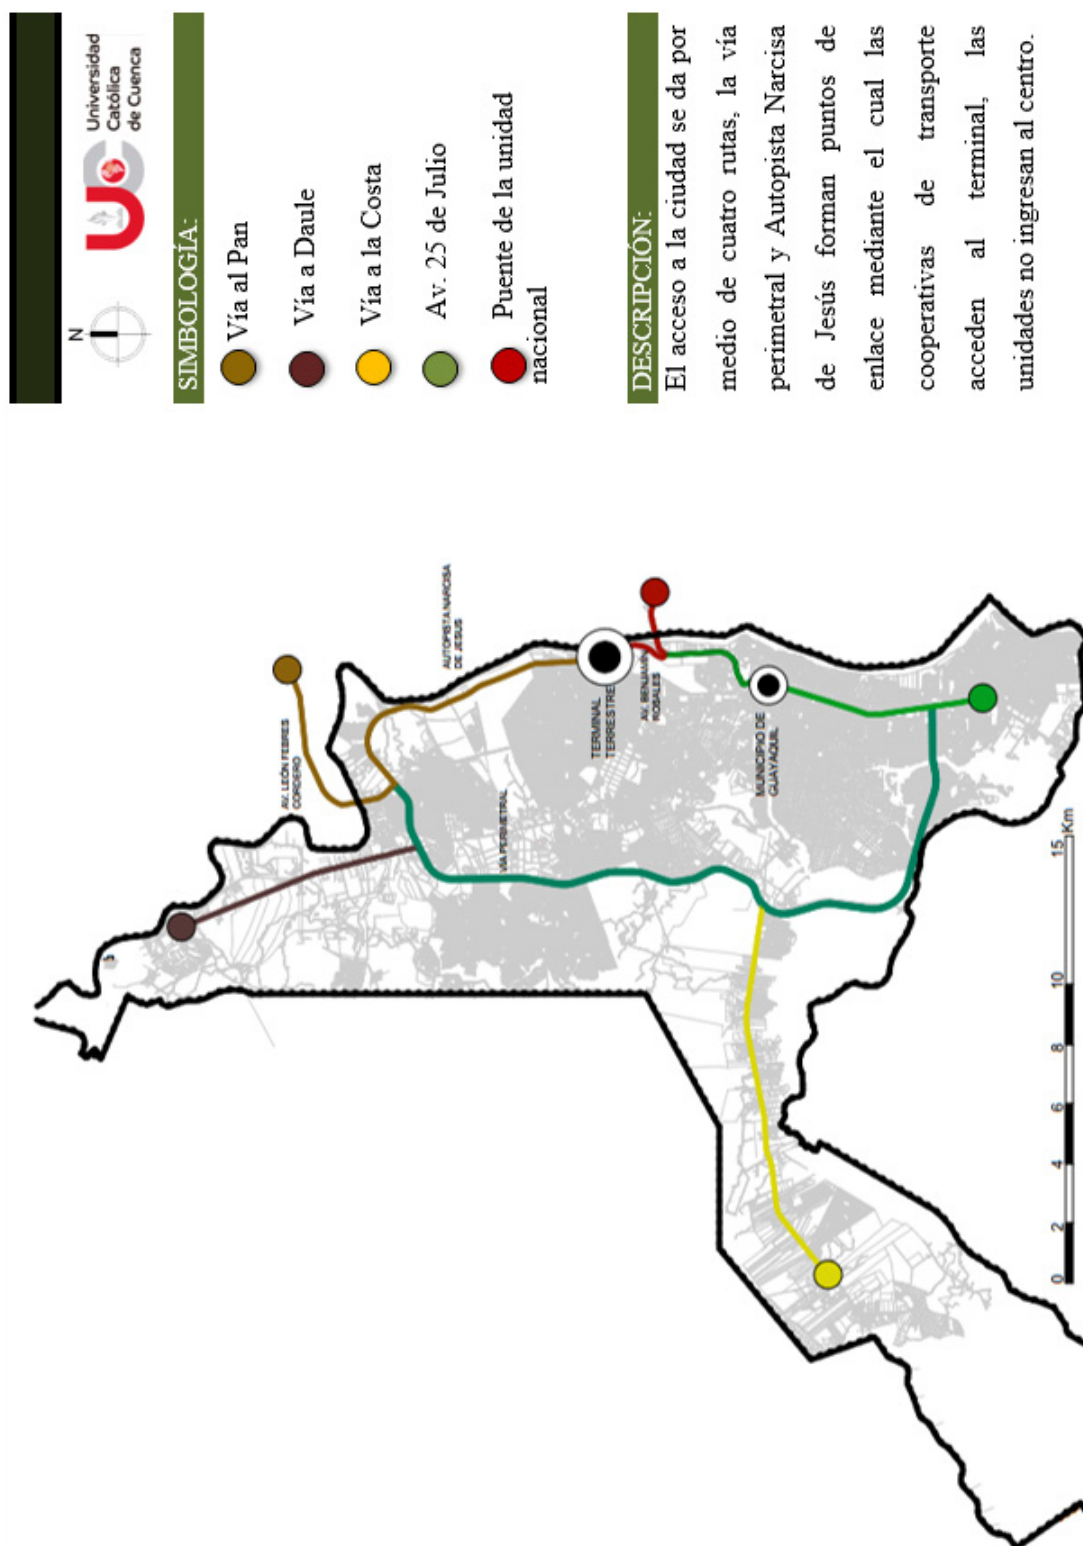 AV. LEÓN FEBRES
CORDERO
AUTOPISTA NARCISA
DE JESUS
VÍA PERIMETRAL
TERMINAL
TERRESTRE
AV. BENJAMÍN
ROSALES
MUNICIPIO DE
GUAYAQUIL
0 2 4 6 8 10 15 Km
N
UC
Universidad
Católica
de Cuenca
SIMBOLOGÍA:
Vía al Pan
Vía a Daule
Vía a la Costa
Av. 25 de Julio
Puente de la unidad
nacional
DESCRIPCIÓN:
El acceso a la ciudad se da por
medio de cuatro rutas, la vía
perimetral y Autopista Narcisa
de Jesús forman puntos de
enlace mediante el cual las
cooperativas de transporte
acceden al terminal, las
unidades no ingresan al centro.